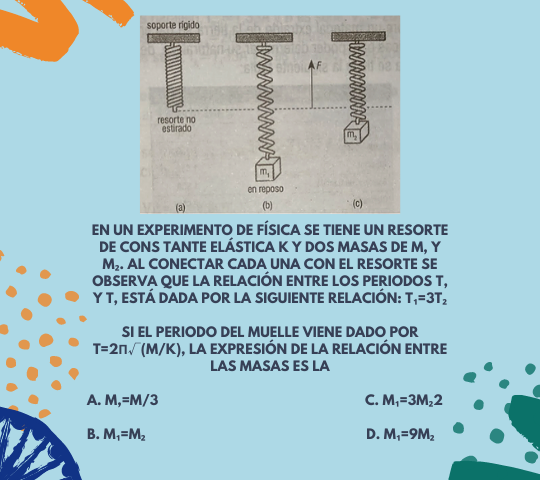 soporte rígido
F
resorte no
estirado
m₁
m₂
en reposo
(a)
(b)
(c)
EN UN EXPERIMENTO DE FÍSICA SE TIENE UN RESORTE
DE CONS TANTE ELÁSTICA K Y DOS MASAS DE M, Y
M₂. AL CONECTAR CADA UNA CON EL RESORTE SE
OBSERVA QUE LA RELACIÓN ENTRE LOS PERIODOS T,
Y T, ESTÁ DADA POR LA SIGUIENTE RELACIÓN: T₁=3T₂
SI EL PERIODO DEL MUELLE VIENE DADO POR
T=2π√(M/K), LA EXPRESIÓN DE LA RELACIÓN ENTRE
LAS MASAS ES LA
A. M,=M/3
C. M₁=3M₂2
B. M₁=M₂
D. M₁=9M₂